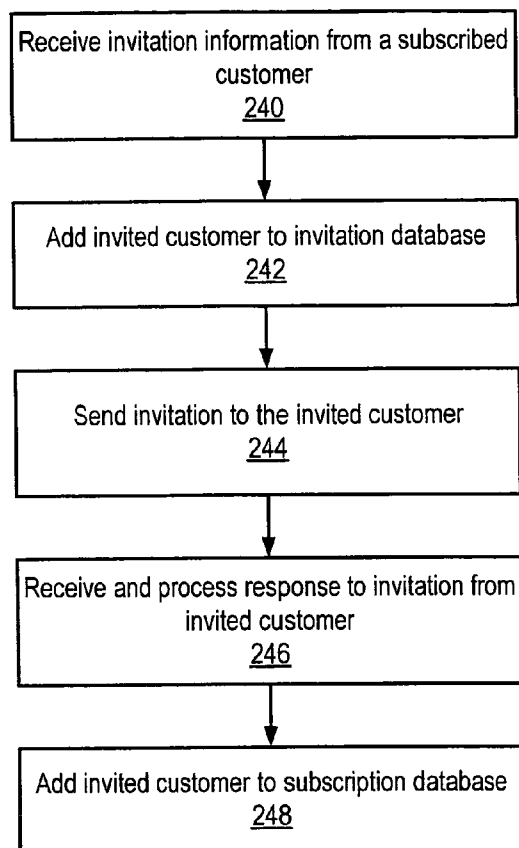 Receive invitation information from a subscribed
customer
240
Add invited customer to invitation database
242
Send invitation to the invited customer
244
Receive and process response to invitation from
invited customer
246
Add invited customer to subscription database
248